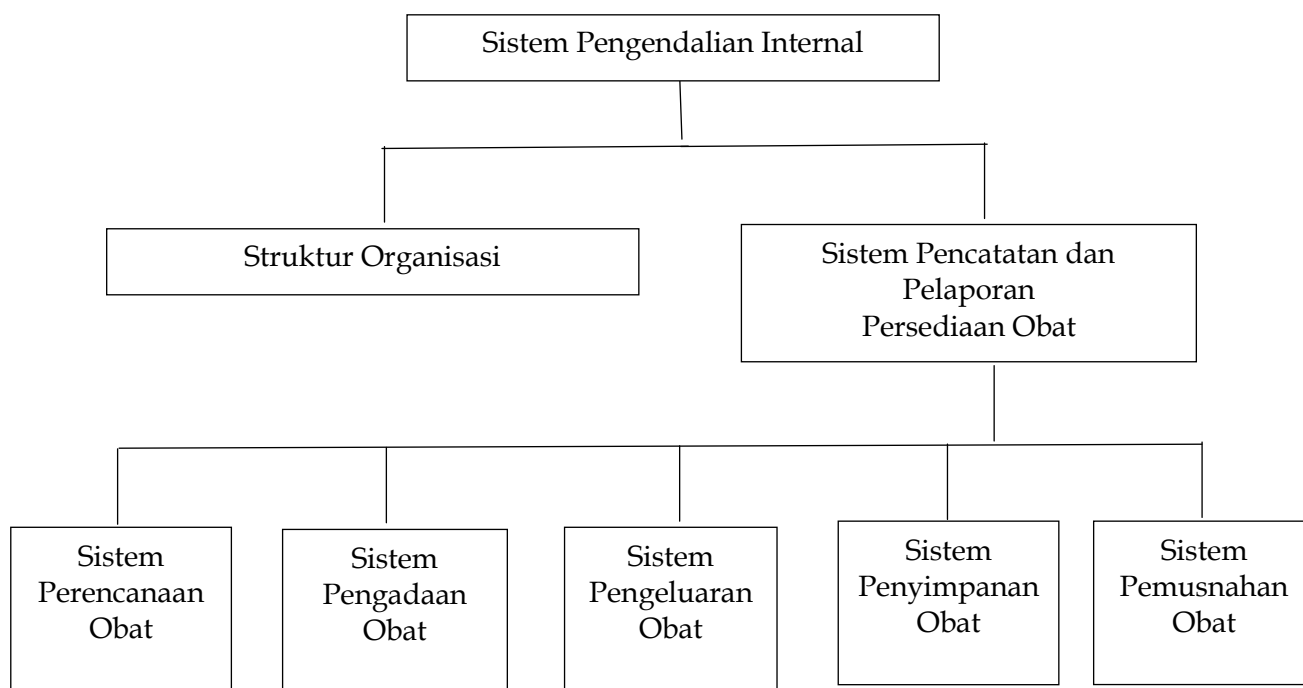 Sistem Pengendalian Internal
Struktur Organisasi
Sistem Pencatatan dan
Pelaporan
Persediaan Obat
Sistem
Perencanaan
Obat
Sistem
Pengadaan
Obat
Sistem
Pengeluaran
Obat
Sistem
Penyimpanan
Obat
Sistem
Pemusnahan
Obat